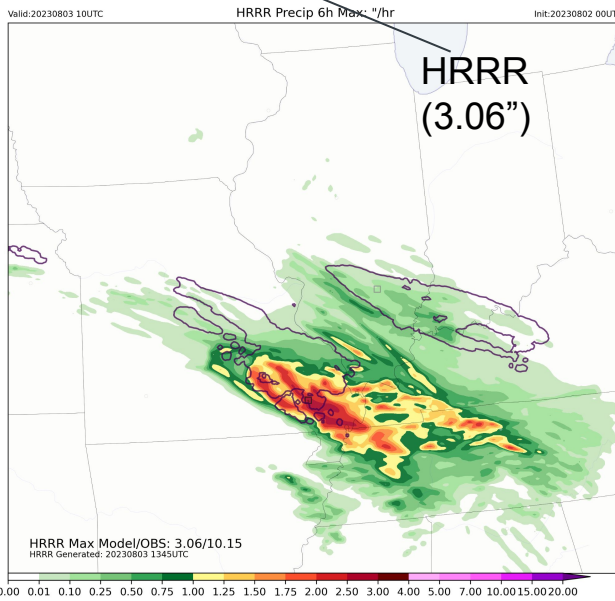 Valid:20230803 10UTC
HRRR Precip 6h Max: "/hr
Init:20230802 00UT
HRRR
(3.06”)
HRRR Max Model/OBS: 3.06/10.15
HRRR Generated: 20230803 1345UTC
0.00 0.01 0.10 0.25 0.50 0.75 1.00 1.25 1.50 1.75 2.00 2.50 3.00 4.00 5.00 7.00 10.00 15.00 20.00